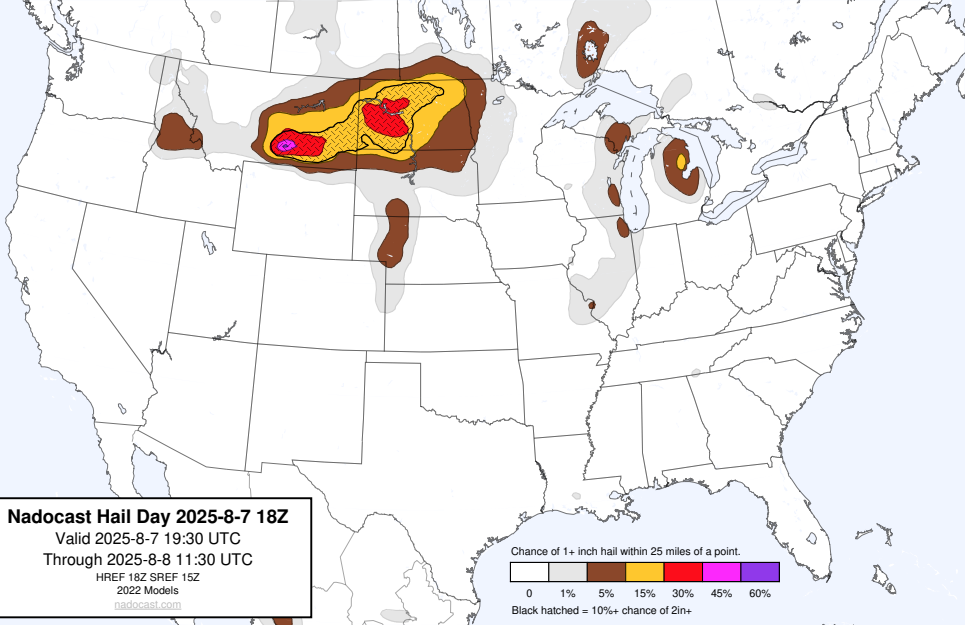 Nadocast Hail Day 2025-8-7 18Z
Valid 2025-8-7 19:30 UTC
Through 2025-8-8 11:30 UTC
HREF 18Z SREF 15Z
2022 Models
nadocast.com
Chance of 1+ inch hail within 25 miles of a point.
0 1% 5% 15% 30% 45% 60%
Black hatched = 10%+ chance of 2in+